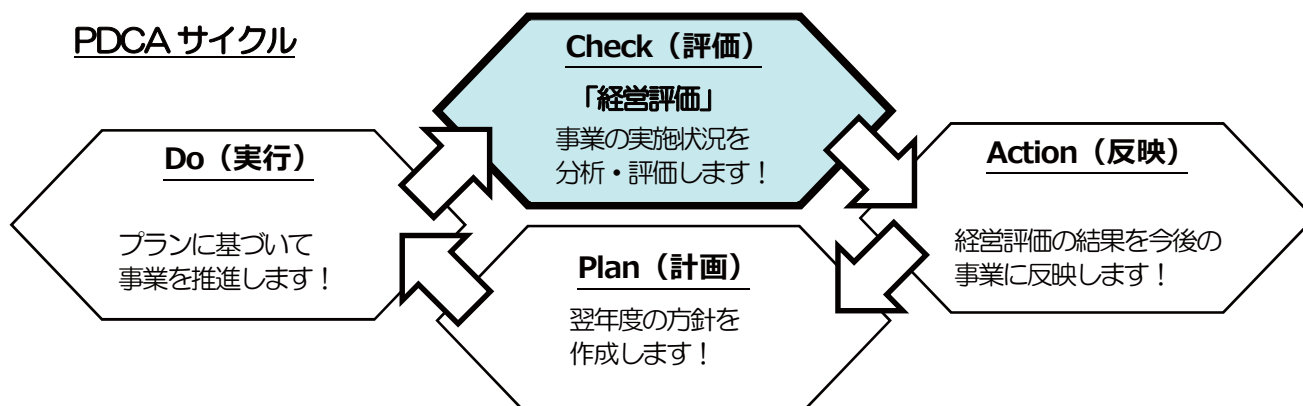 PDCA サイクル
Check（評価）
「経営評価」
事業の実施状況を
分析・評価します！
Do（実行）
プランに基づいて
事業を推進します！
Action（反映）
経営評価の結果を今後の
事業に反映します！
Plan（計画）
翌年度の方針を
作成します！